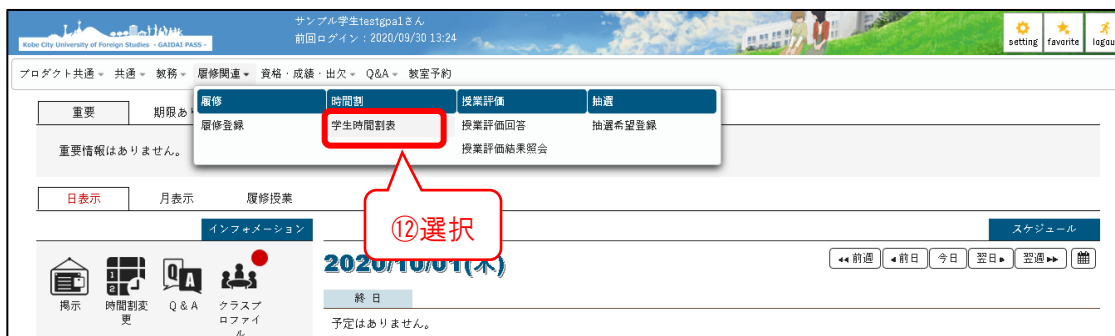 サンプル学生testgpa1さん
前回ログイン：2020/09/30 13:24
Kobe City University of Foreign Studies - GAIDAI PASS -
setting favorite logou
プロダクト共通 共通 教務 履修関連 資格・成績・出欠 Q&A 教室予約
履修 時間割 授業評価 抽選
履修登録 学生時間割表 授業評価回答 抽選希望登録
授業評価結果照会
重要 期限あ
重要情報はありません。
日表示 月表示 履修授業
⑫選択
インフォメーション スケジュール
2020/10/01(木)
前週 前日 今日 翌日 翌週
掲示 時間割変更 Q & A クラスプロファイル
終日
予定はありません。